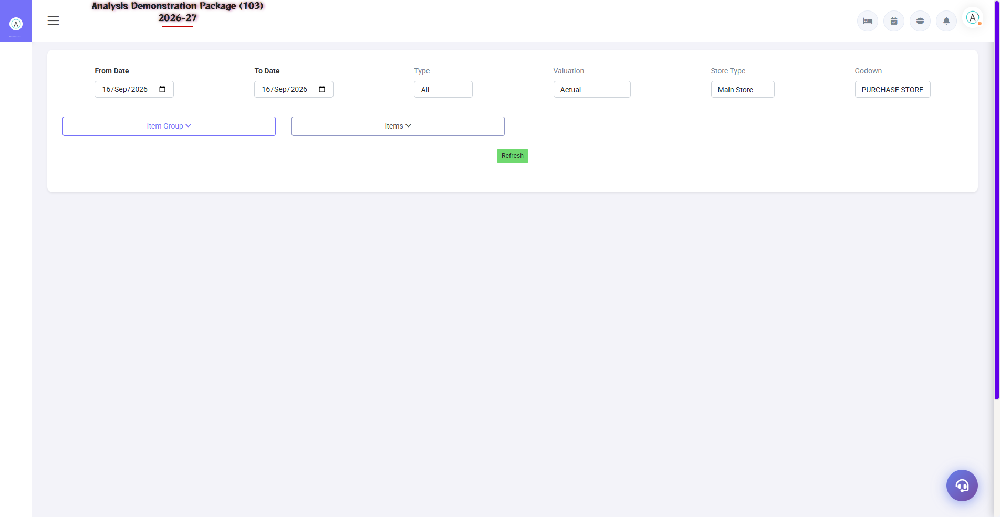 Analysis Demonstration Package (103)
2026-27
From Date
To Date
Type
Valuation
Store Type
Godown
16/Sep/2026
16/Sep/2026
All
Actual
Main Store
PURCHASE STORE
Item Group
Items
Refresh